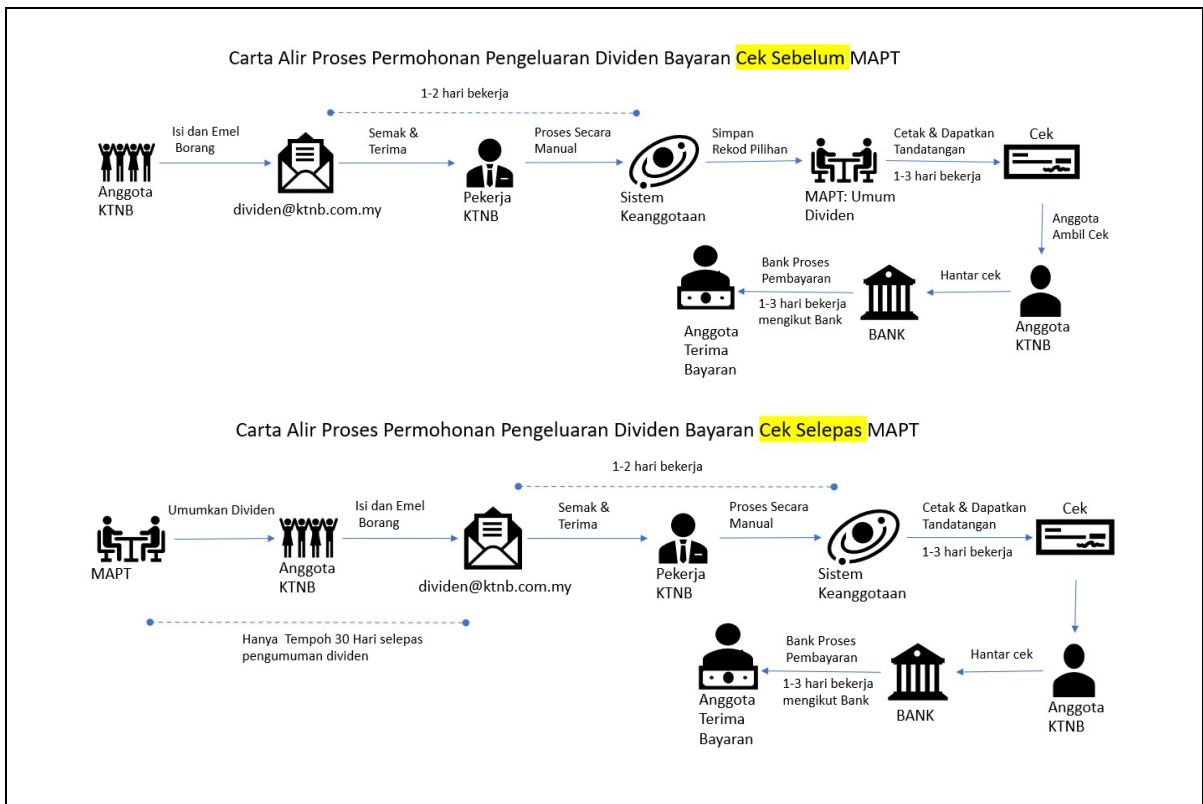 Carta Alir Proses Permohonan Pengeluaran Dividen Bayaran Cek Sebelum MAPT
1-2 hari bekerja
Isi dan Emel
Borang
Semak &
Terima
Proses Secara
Manual
Simpan
Rekod Pilihan
Cetak & Dapatkan
Tandatangan
1-3 hari bekerja
Cek
Anggota
KTNB
dividen@ktnb.com.my
Pekerja
KTNB
Sistem
Keanggotaan
MAPT: Umum
Dividen
Anggota
Ambil Cek
Bank Proses
Pembayaran
1-3 hari bekerja
mengikut Bank
Hantar cek
Anggota
Terima
Bayaran
BANK
Anggota
KTNB
Carta Alir Proses Permohonan Pengeluaran Dividen Bayaran Cek Selepas MAPT
1-2 hari bekerja
Umumkan Dividen
Isi dan Emel
Borang
Semak &
Terima
Proses Secara
Manual
Cetak & Dapatkan
Tandatangan
1-3 hari bekerja
Cek
MAPT
Anggota
KTNB
dividen@ktnb.com.my
Pekerja
KTNB
Sistem
Keanggotaan
Hanya Tempoh 30 Hari selepas
pengumuman dividen
Bank Proses
Pembayaran
1-3 hari bekerja
mengikut Bank
Hantar cek
Anggota
Terima
Bayaran
BANK
Anggota
KTNB